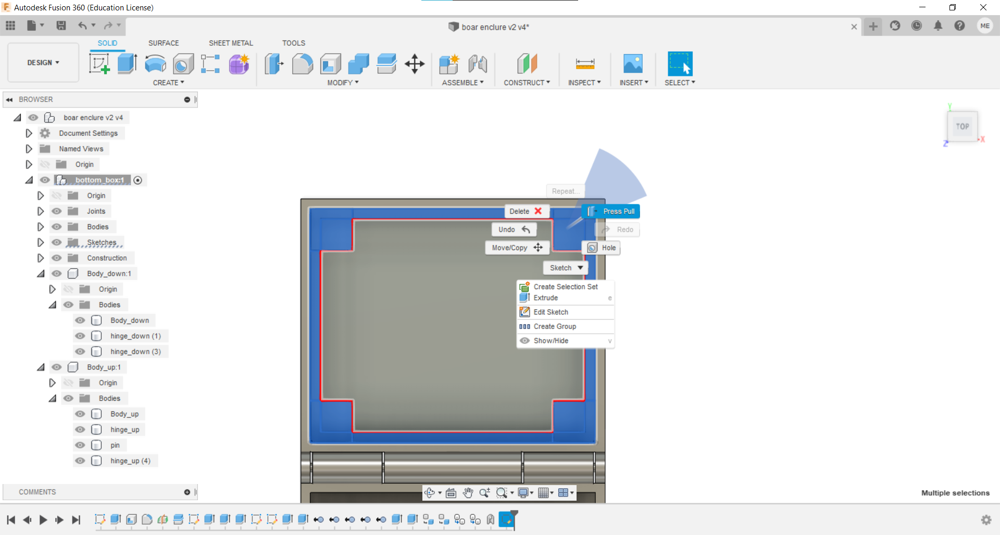 Autodesk Fusion 360 (Education License)
boar enclure v2 v4*
ME
SOLID SURFACE SHEET METAL TOOLS
DESIGN
CREATE MODIFY ASSEMBLE CONSTRUCT INSPECT INSERT SELECT
BROWSER
boar enclure v2 v4
Document Settings
Named Views
Origin
bottom_box:1
Origin
Joints
Bodies
Sketches
Construction
Body_down:1
Origin
Bodies
Body_down
hinge_down (1)
hinge_down (3)
Body_up:1
Origin
Bodies
Body_up
hinge_up
pin
hinge_up (4)
COMMENTS
Y
TOP
X
Z
Repeat...
Delete
Press Pull
Undo
Redo
Move/Copy
Hole
Sketch
Create Selection Set
Extrude e
Edit Sketch
Create Group
Show/Hide v
Multiple selections